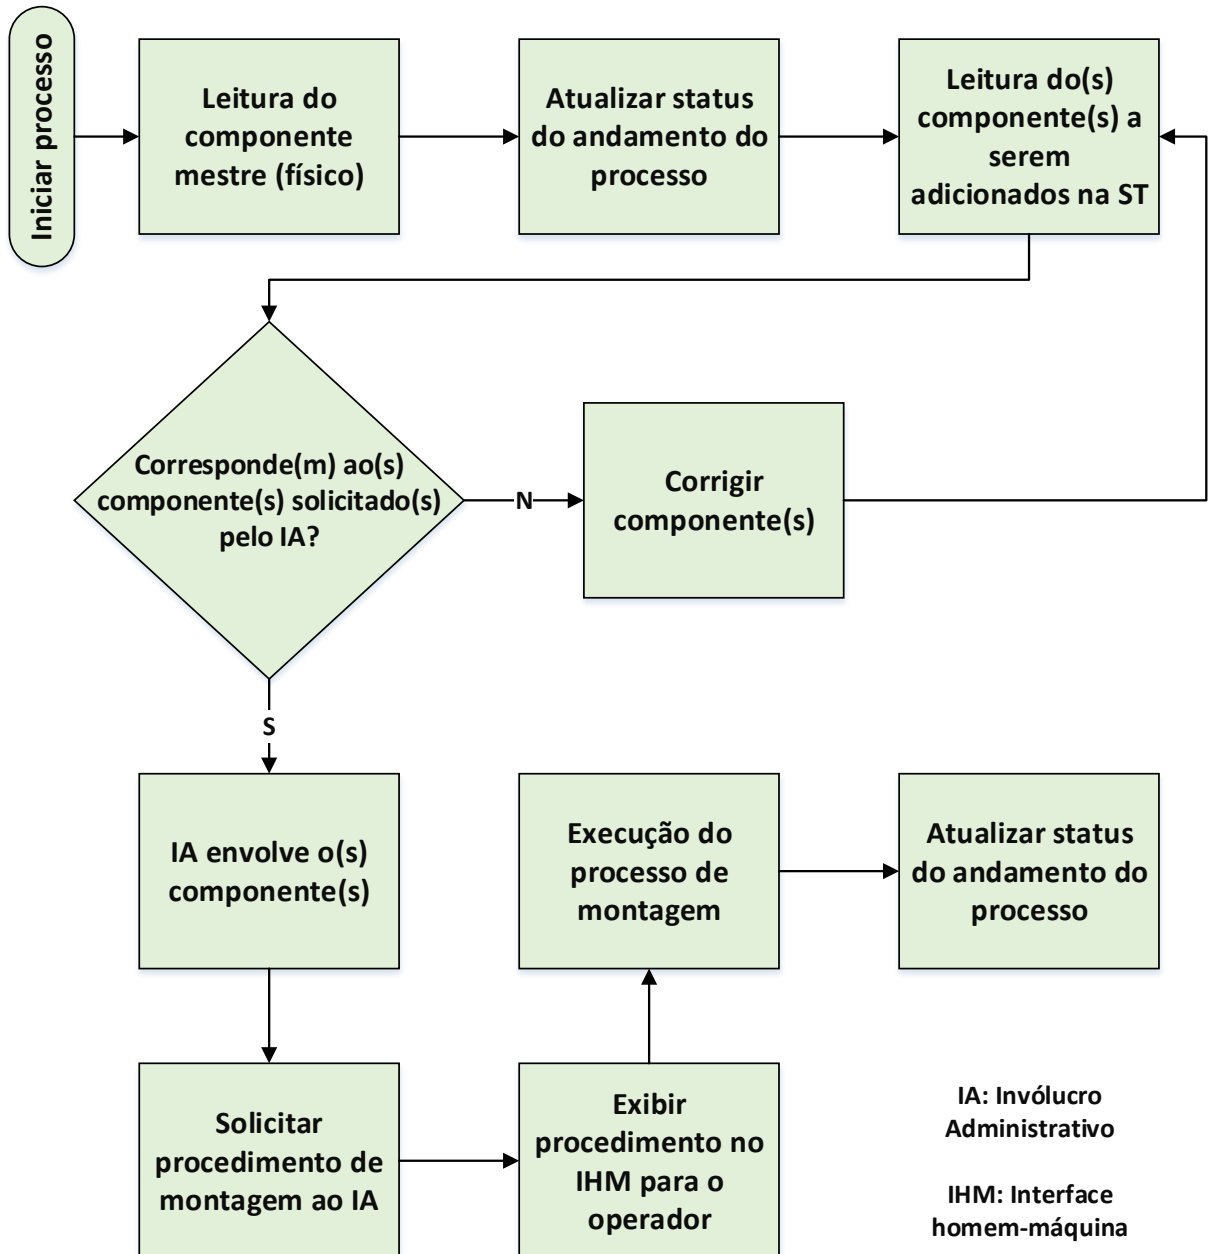 Iniciar processo
Leitura do
componente
mestre (físico)
Atualizar status
do andamento do
processo
Leitura do(s)
componente(s) a
serem
adicionados na ST
Corresponde(m) ao(s)
componente(s) solicitado(s)
pelo IA?
N
Corrigir
componente(s)
S
IA envolve o(s)
componente(s)
Execução do
processo de
montagem
Atualizar status
do andamento do
processo
Solicitar
procedimento de
montagem ao IA
Exibir
procedimento no
IHM para o
operador
IA: Invólucro
Administrativo
IHM: Interface
homem-máquina